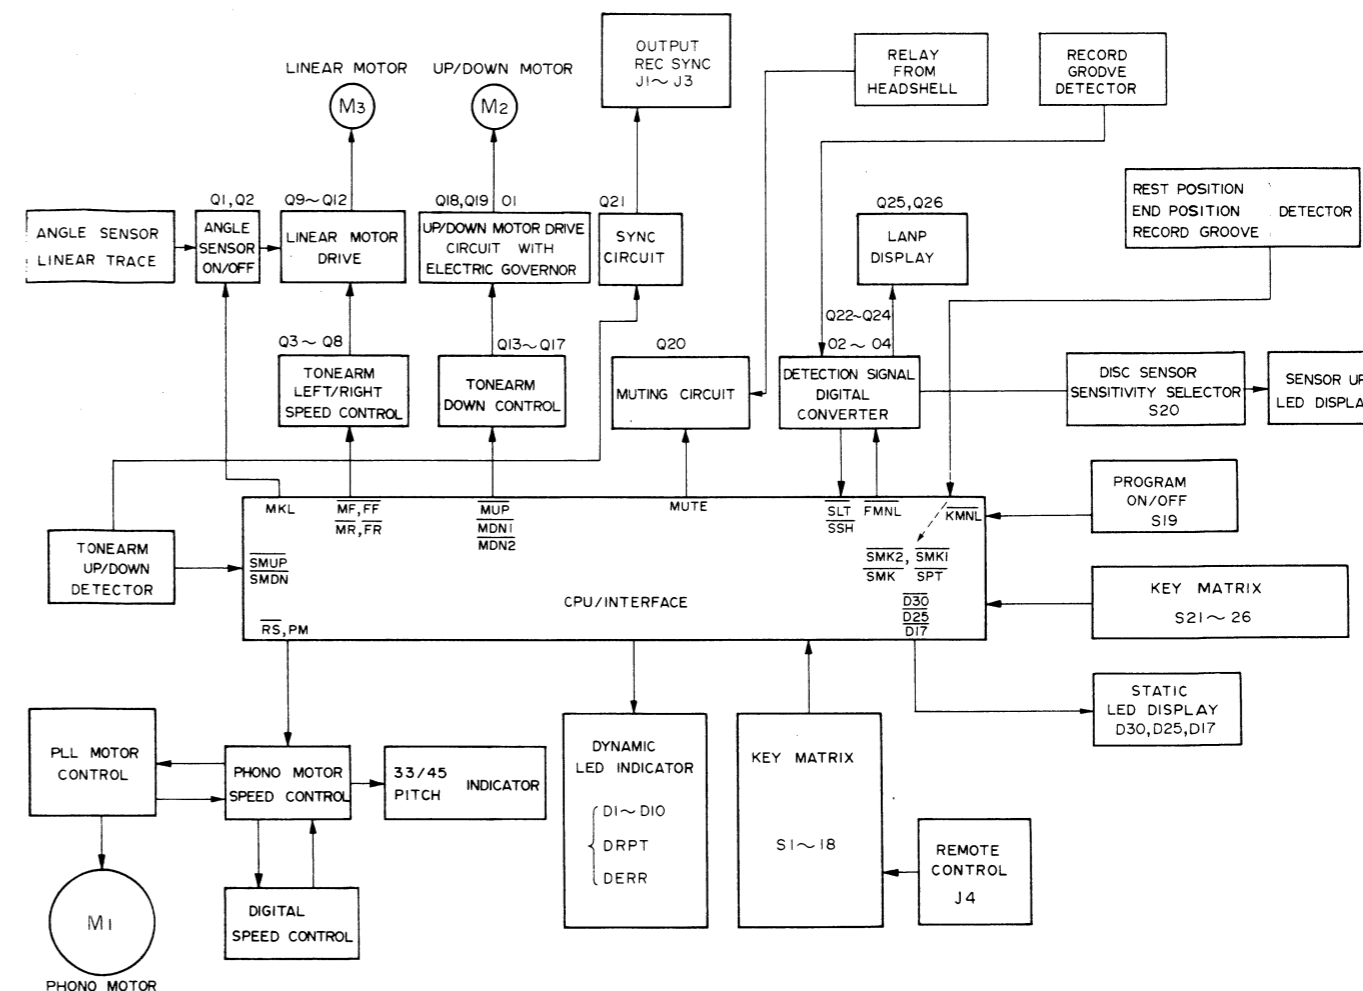 OUTPUT
REC SYNC
J1~J3
RELAY
FROM
HEADSHELL
RECORD
GROOVE
DETECTOR
LINEAR MOTOR
M3
UP/DOWN MOTOR
M2
REST POSITION
END POSITION
RECORD GROOVE
DETECTOR
Q1,Q2
Q9~Q12
Q18,Q19 O1
Q21
Q25,Q26
ANGLE SENSOR
LINEAR TRACE
ANGLE
SENSOR
ON/OFF
LINEAR MOTOR
DRIVE
UP/DOWN MOTOR DRIVE
CIRCUIT WITH
ELECTRIC GOVERNOR
SYNC
CIRCUIT
LANP
DISPLAY
Q3~Q8
Q13~Q17
Q20
Q22~Q24
O2~O4
TONEARM
LEFT/RIGHT
SPEED CONTROL
TONEARM
DOWN CONTROL
MUTING CIRCUIT
DETECTION SIGNAL
DIGITAL
CONVERTER
DISC SENSOR
SENSITIVITY SELECTOR
S20
SENSOR UP
LED DISPLA
PROGRAM
ON/OFF
S19
MKL
MF,FF
MR,FR
MUP
MDN1
MDN2
MUTE
SLT
SSH
FMNL
KMNL
TONEARM
UP/DOWN
DETECTOR
SMUP
SMDN
SMK2, SMK1
SMK SPT
CPU/INTERFACE
D30
D25
D17
RS,PM
KEY MATRIX
S21~26
STATIC
LED DISPLAY
D30,D25,D17
PLL MOTOR
CONTROL
PHONO MOTOR
SPEED CONTROL
33/45
PITCH
INDICATOR
DYNAMIC
LED INDICATOR
D1~D10
DRPT
DERR
KEY MATRIX
S1~18
REMOTE
CONTROL
J4
M1
PHONO MOTOR
DIGITAL
SPEED CONTROL